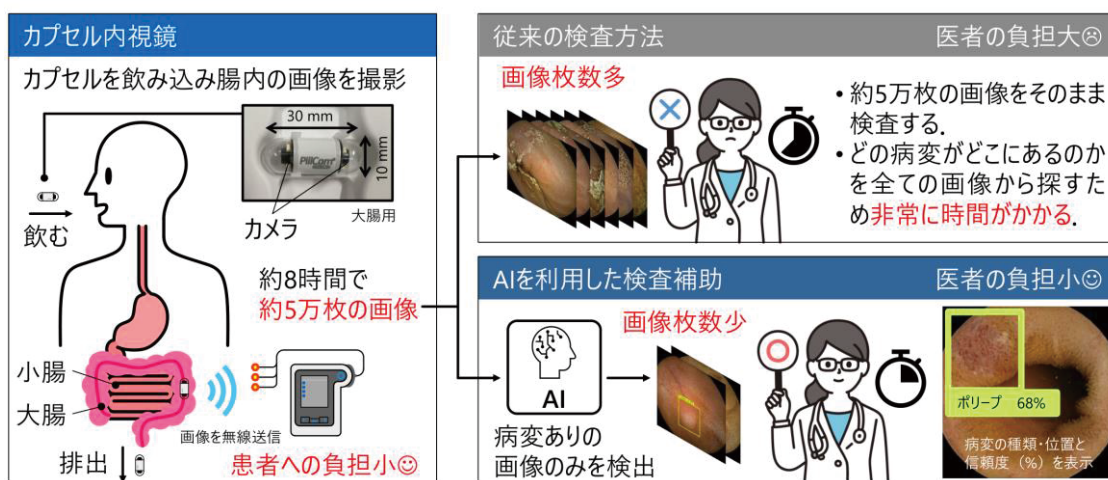 カプセル内視鏡
カプセルを飲み込み腸内の画像を撮影
30 mm
PillCam
10 mm
カメラ
大腸用
飲む
約8時間で
約5万枚の画像
小腸
大腸
画像を無線送信
排出
患者への負担小☺
従来の検査方法
医者の負担大☹
画像枚数多
・約5万枚の画像をそのまま
検査する.
・どの病変がどこにあるのか
を全ての画像から探すた
め非常に時間がかかる.
AIを利用した検査補助
医者の負担小☺
AI
画像枚数少
病変ありの
画像のみを検出
ポリープ 68%
病変の種類・位置と
信頼度（%）を表示